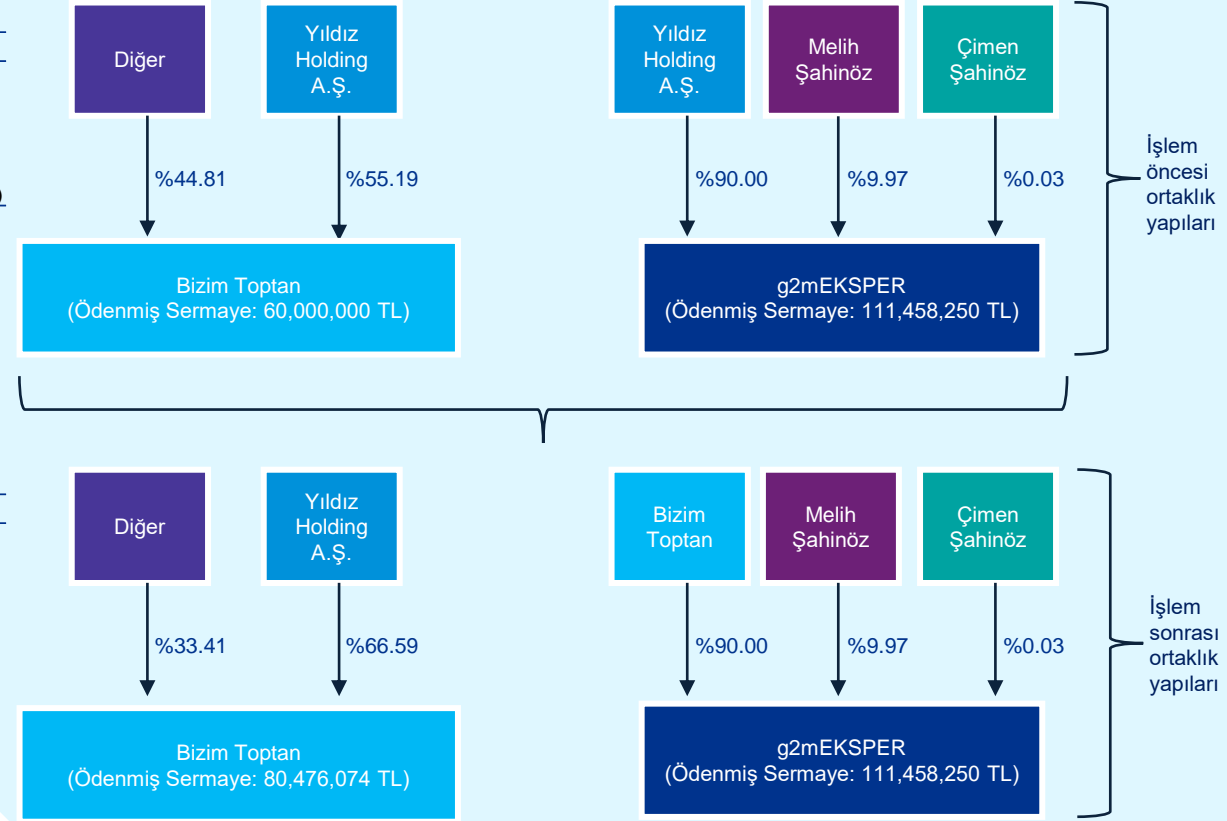 Diğer
Yıldız
Holding
A.Ş.
Yıldız
Holding
A.Ş.
Melih
Şahinöz
Çimen
Şahinöz
%44.81
%55.19
%90.00
%9.97
%0.03
İşlem
öncesi
ortaklık
yapıları
)
Bizim Toptan
(Ödenmiş Sermaye: 60,000,000 TL)
g2mEKSPER
(Ödenmiş Sermaye: 111,458,250 TL)
Diğer
Yıldız
Holding
A.Ş.
Bizim
Toptan
Melih
Şahinöz
Çimen
Şahinöz
%33.41
%66.59
%90.00
%9.97
%0.03
İşlem
sonrası
ortaklık
yapıları
Bizim Toptan
(Ödenmiş Sermaye: 80,476,074 TL)
g2mEKSPER
(Ödenmiş Sermaye: 111,458,250 TL)